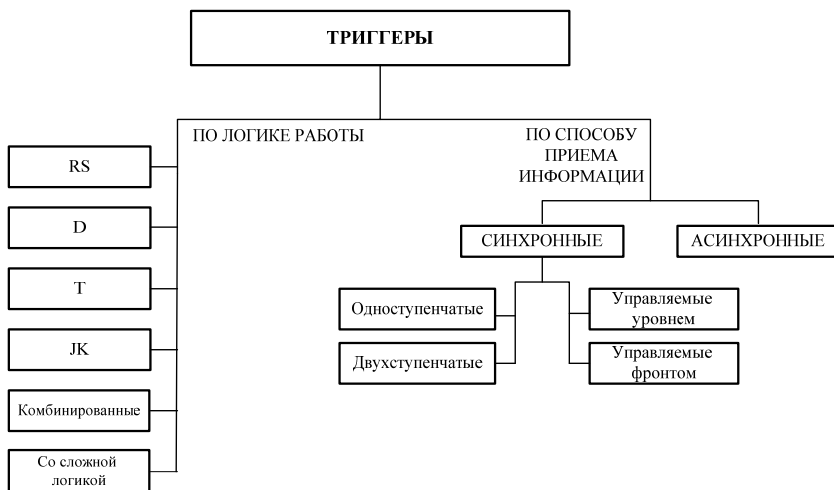 ТРИГГЕРЫ
ПО ЛОГИКЕ РАБОТЫ
ПО СПОСОБУ
ПРИЕМА
ИНФОРМАЦИИ
RS
D
T
JK
Комбинированные
Со сложной
логикой
СИНХРОННЫЕ
АСИНХРОННЫЕ
Одноступенчатые
Двухступенчатые
Управляемые
уровнем
Управляемые
фронтом